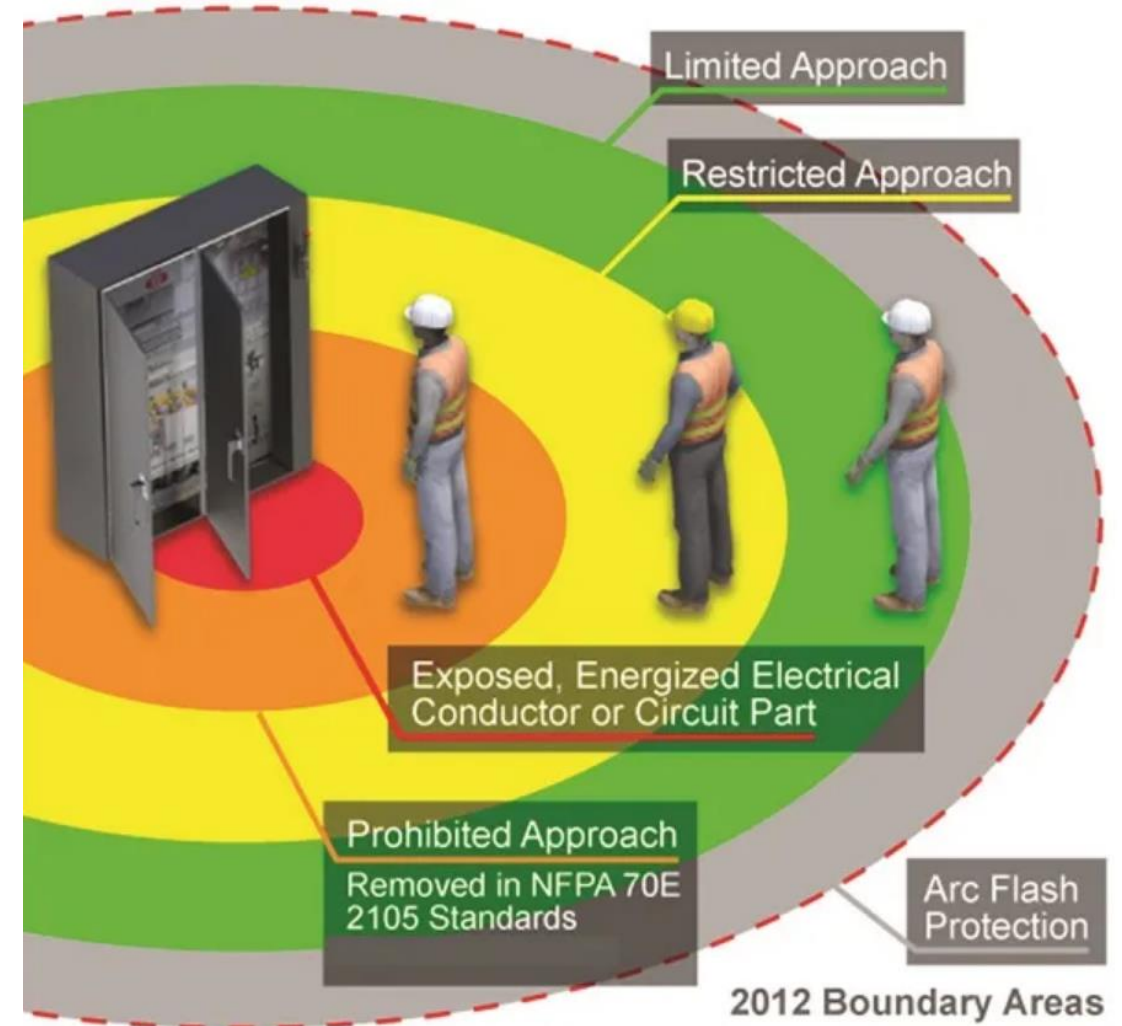 Limited Approach
Restricted Approach
Exposed, Energized Electrical
Conductor or Circuit Part
Prohibited Approach
Removed in NFPA 70E
2105 Standards
Arc Flash
Protection
2012 Boundary Areas